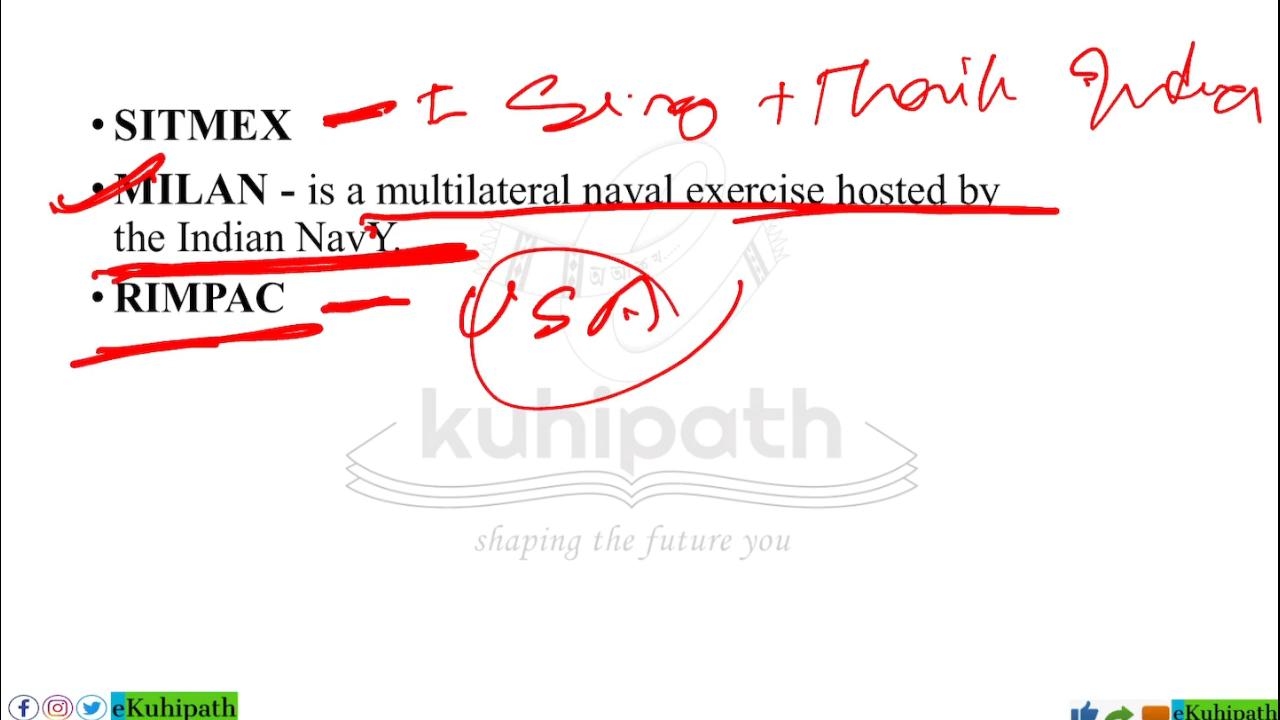 • SITMEX - I Sing + Thai India
• MILAN - is a multilateral naval exercise hosted by
the Indian NavY.
• RIMPAC - USA
অ আ ক খ....
kuhipath
shaping the future you
eKuhipath
eKuhipath